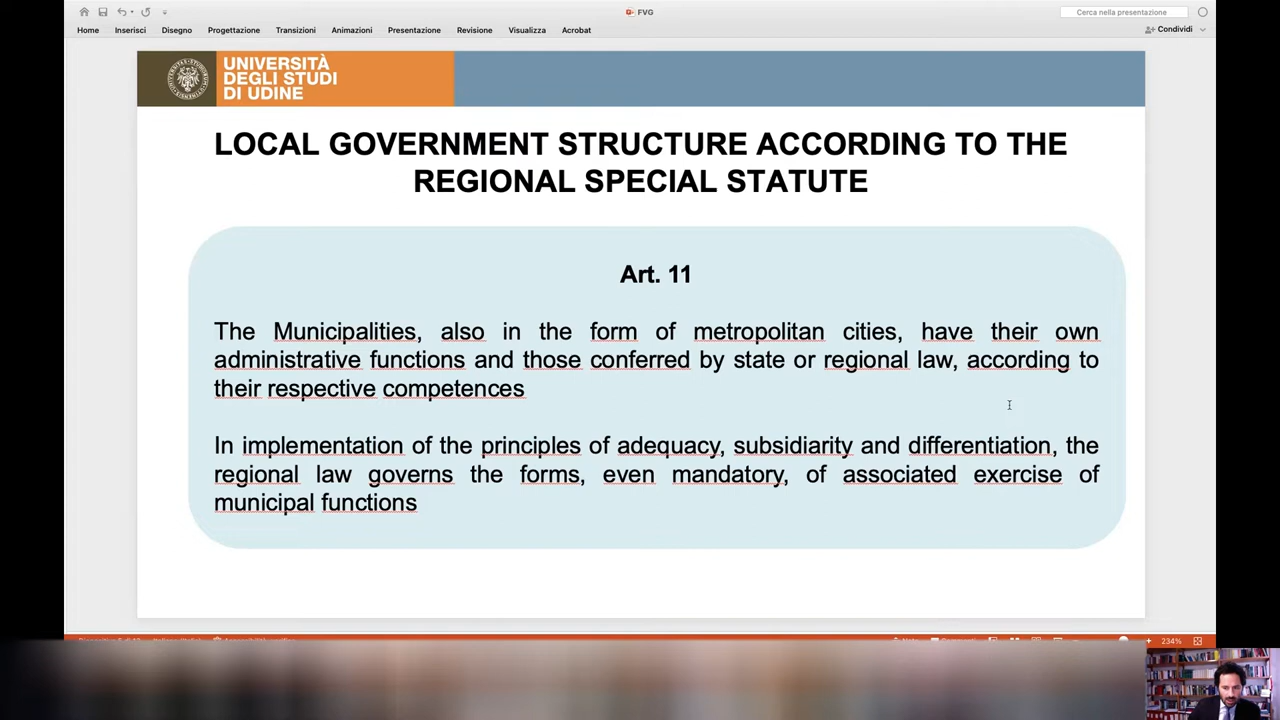 FVG
Cerca nella presentazione
Home Inserisci Disegno Progettazione Transizioni Animazioni Presentazione Revisione Visualizza Acrobat Condividi
UNIVERSITÀ
DEGLI STUDI
DI UDINE
LOCAL GOVERNMENT STRUCTURE ACCORDING TO THE
REGIONAL SPECIAL STATUTE
Art. 11
The Municipalities, also in the form of metropolitan cities, have their own
administrative functions and those conferred by state or regional law, according to
their respective competences
In implementation of the principles of adequacy, subsidiarity and differentiation, the
regional law governs the forms, even mandatory, of associated exercise of
municipal functions
234%